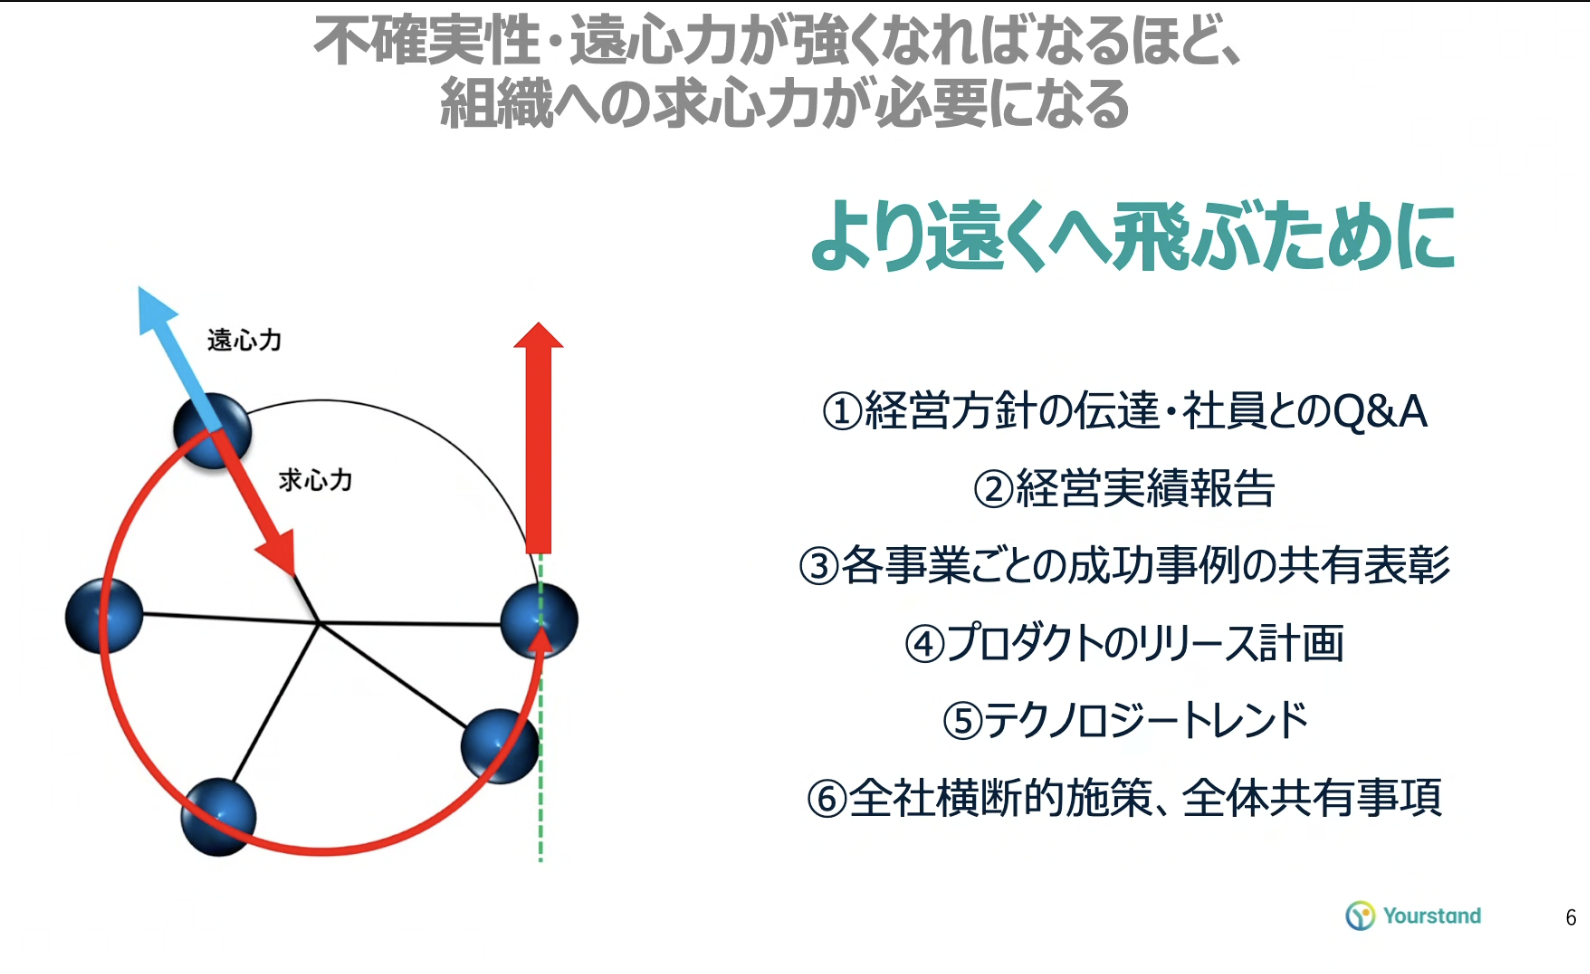 不確実性・遠心力が強くなればなるほど、
組織への求心力が必要になる
より遠くへ飛ぶために
遠心力
求心力
①経営方針の伝達・社員とのQ&A
②経営実績報告
③各事業ごとの成功事例の共有表彰
④プロダクトのリリース計画
⑤テクノロジートレンド
⑥全社横断的施策、全体共有事項
Yourstand
6